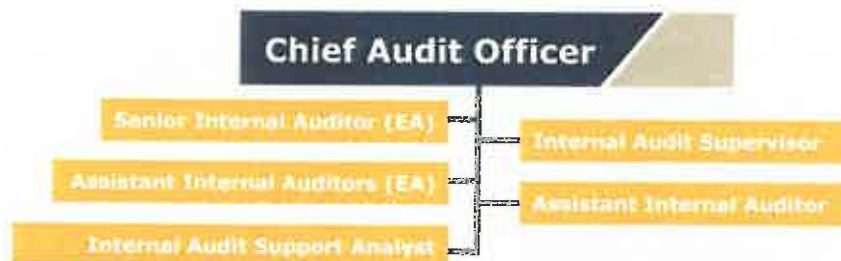 Chief Audit Officer
Senior Internal Auditor (EA)
Internal Audit Supervisor
Assistant Internal Auditors (EA)
Assistant Internal Auditor
Internal Audit Support Analyst